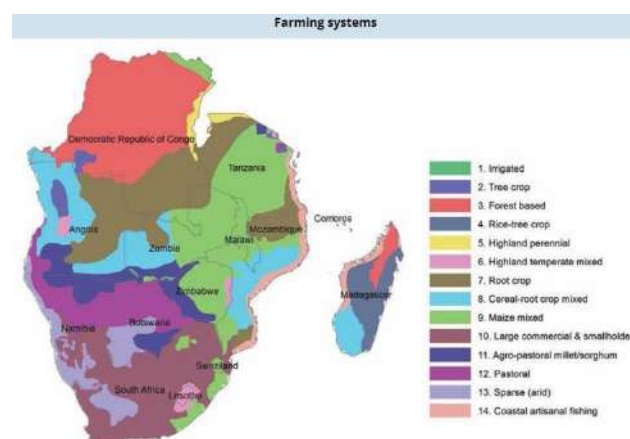 Farming systems
Democratic Republic of Congo
Tanzania
Angola
Zambia
Malawi
Mozambique
Comoros
Zimbabwe
Madagascar
Namibia
Botswana
Swaziland
South Africa
Lesotho
1. Irrigated
2. Tree crop
3. Forest based
4. Rice-tree crop
5. Highland perennial
6. Highland temperate mixed
7. Root crop
8. Cereal-root crop mixed
9. Maize mixed
10. Large commercial & smallholde
11. Agro-pastoral millet/sorghum
12. Pastoral
13. Sparse (arid)
14. Coastal artisanal fishing